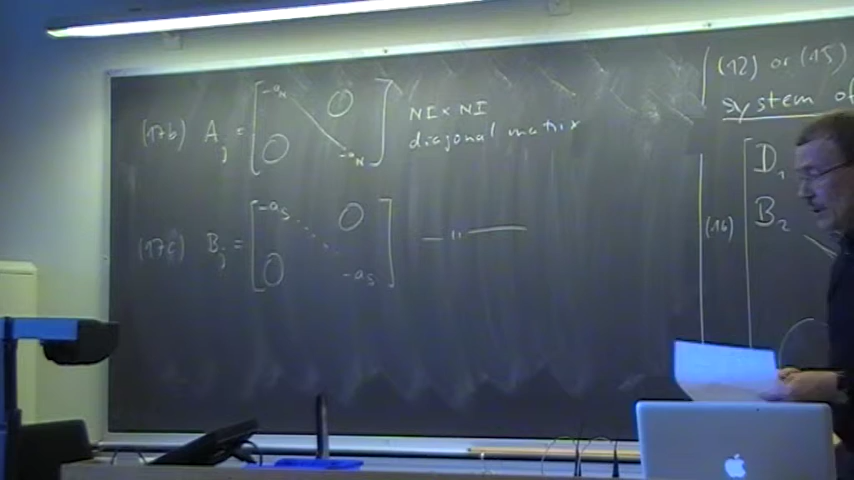 (17b) A_j = [ -a_N 0 NI×NI
0 -a_N ] diagonal matrix
(17c) B_j = [ -a_S 0
0 -a_S ] — " —
(12) or (15)
system of
(16) [ D_1
B_2